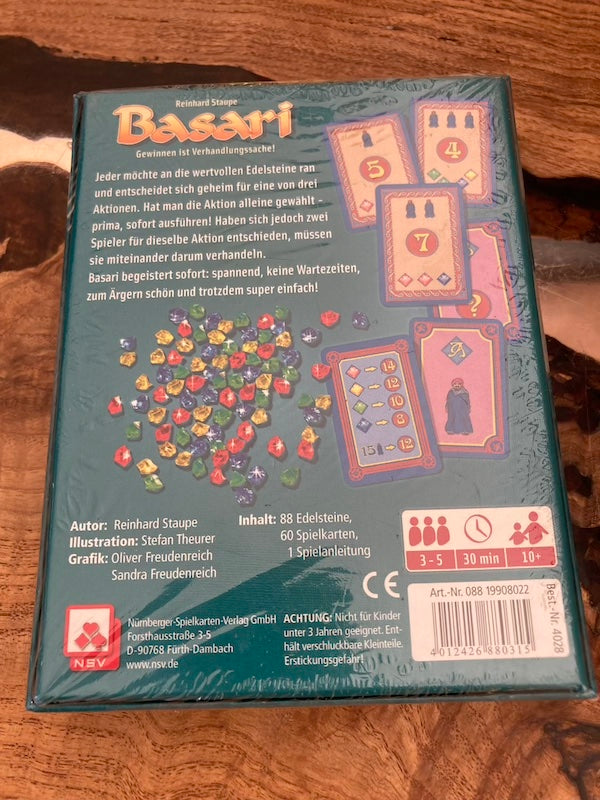 Reinhard Staupe
Basari
Gewinnen ist Verhandlungssache!
Jeder möchte an die wertvollen Edelsteine ran
und entscheidet sich geheim für eine von drei
Aktionen. Hat man die Aktion alleine gewählt -
prima, sofort ausführen! Haben sich jedoch zwei
Spieler für dieselbe Aktion entschieden, müssen
sie miteinander darum verhandeln.
Basari begeistert sofort: spannend, keine Wartezeiten,
zum Ärgern schön und trotzdem super einfach!
5
4
7
?
A
14
12
10
8
15 12
Autor: Reinhard Staupe
Illustration: Stefan Theurer
Grafik: Oliver Freudenreich
Sandra Freudenreich
Inhalt: 88 Edelsteine,
60 Spielkarten,
1 Spielanleitung
3 - 5
30 min
10+
CE
NSV
Nürnberger-Spielkarten-Verlag GmbH
Forsthausstraße 3-5
D-90768 Fürth-Dambach
www.nsv.de
ACHTUNG: Nicht für Kinder
unter 3 Jahren geeignet. Ent-
hält verschluckbare Kleinteile.
Erstickungsgefahr!
Art.-Nr. 088 19908022
4 012426 880315
Best.-Nr. 4028